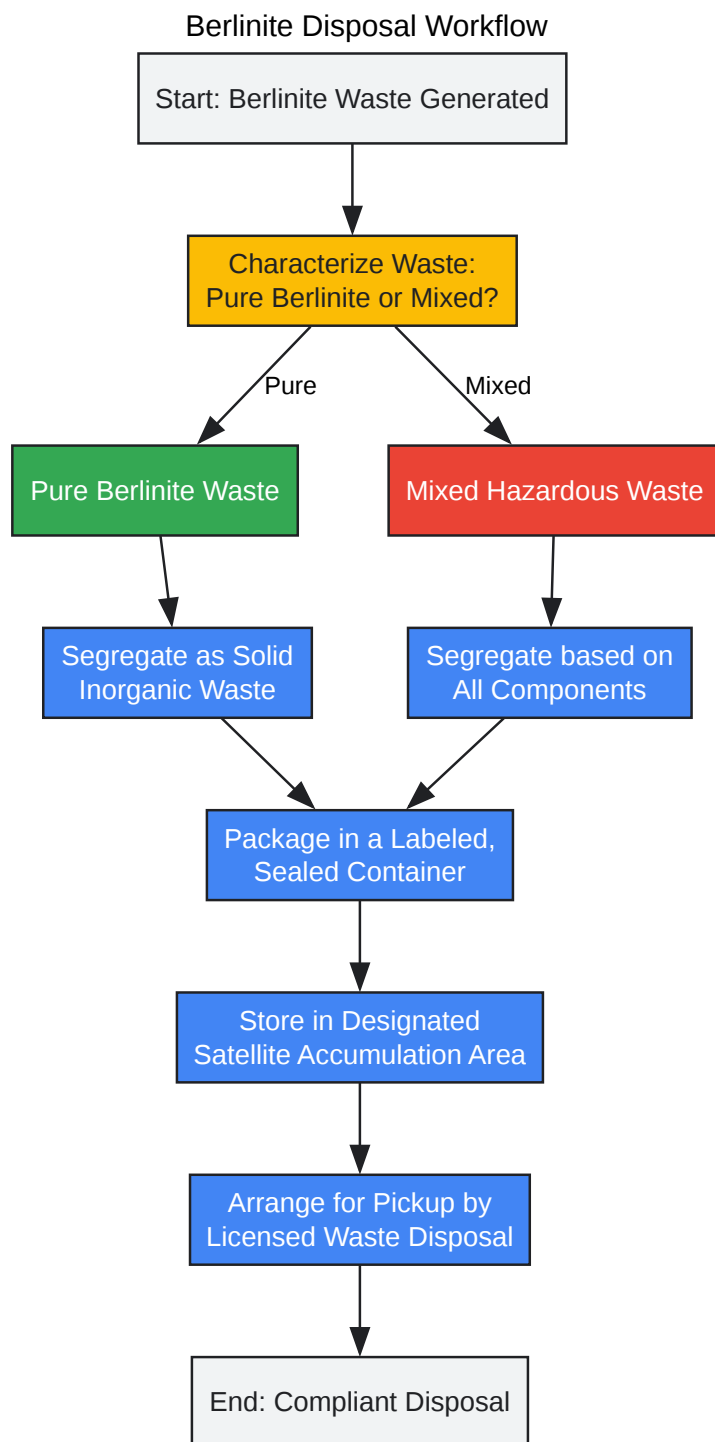 Berlinite Disposal Workflow
Start: Berlinite Waste Generated
Characterize Waste:
Pure Berlinite or Mixed?
Pure
Mixed
Pure Berlinite Waste
Mixed Hazardous Waste
Segregate as Solid
Inorganic Waste
Segregate based on
All Components
Package in a Labeled,
Sealed Container
Store in Designated
Satellite Accumulation Area
Arrange for Pickup by
Licensed Waste Disposal
End: Compliant Disposal